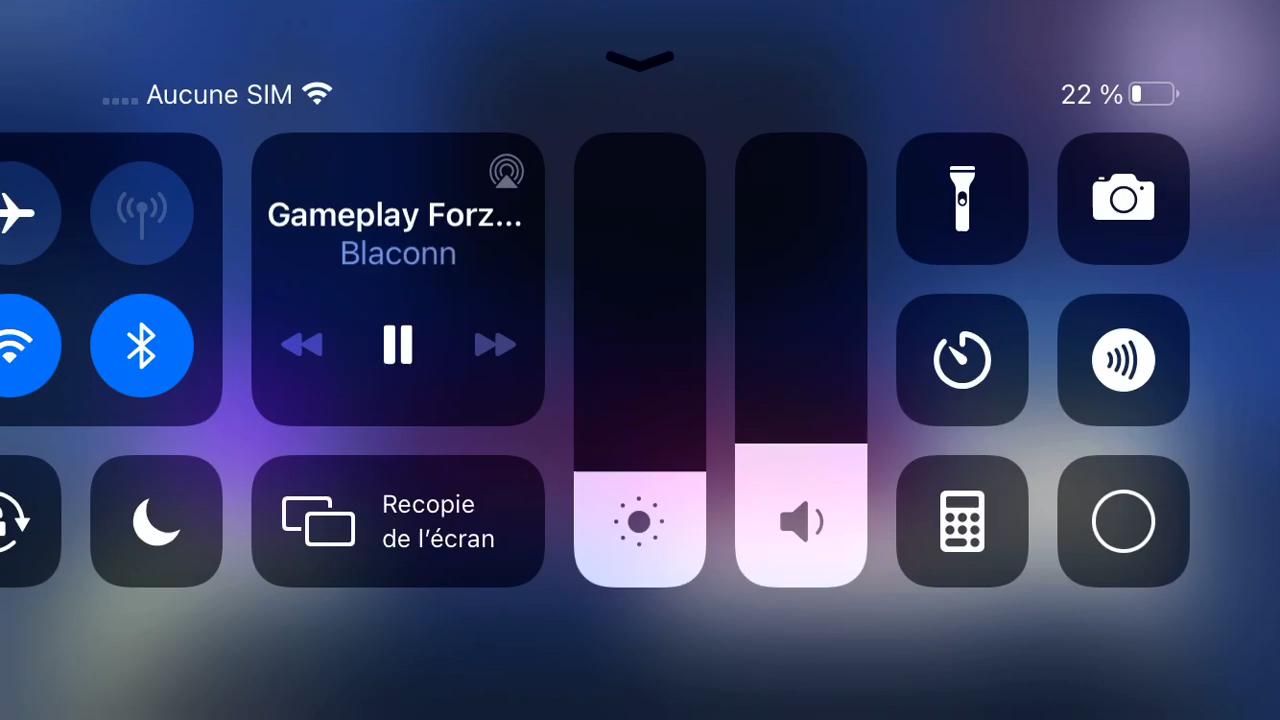 Aucune SIM
22 %
Gameplay Forz...
Blaconn
Recopie
de l’écran